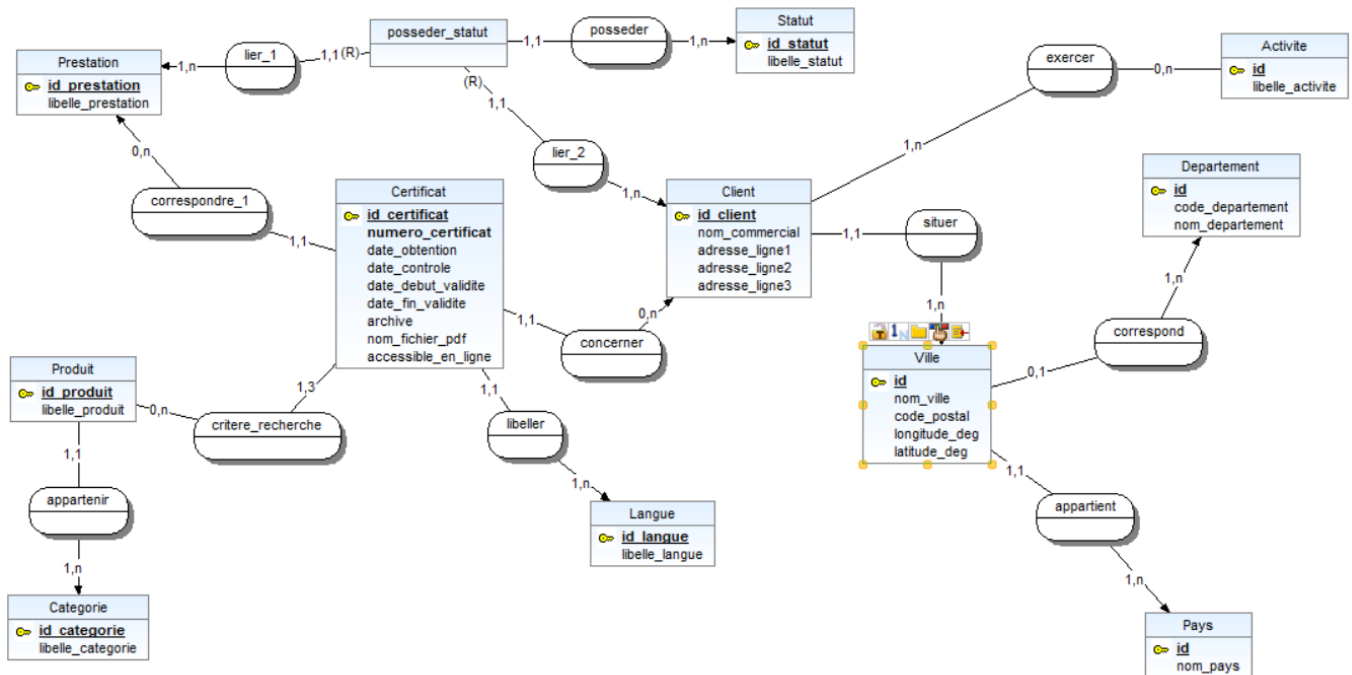 posseder_statut
1,1
posseder
1,n
Statut
id_statut
libelle_statut
lier_1
1,1
(R)
1,n
Prestation
id_prestation
libelle_prestation
(R)
1,1
lier_2
1,n
exercer
0,n
1,n
Activite
id
libelle_activite
0,n
correspondre_1
1,1
Certificat
id_certificat
numero_certificat
date_obtention
date_controle
date_debut_validite
date_fin_validite
archive
nom_fichier_pdf
accessible_en_ligne
Client
id_client
nom_commercial
adresse_ligne1
adresse_ligne2
adresse_ligne3
1,1
situer
1,n
Departement
id
code_departement
nom_departement
1,n
correspond
0,1
1,1
concerner
0,n
Ville
id
nom_ville
code_postal
longitude_deg
latitude_deg
Produit
id_produit
libelle_produit
0,n
critere_recherche
1,3
1,1
libeller
1,n
Langue
id_langue
libelle_langue
1,1
appartenir
1,n
Categorie
id_categorie
libelle_categorie
1,1
appartient
1,n
Pays
id
nom_pays